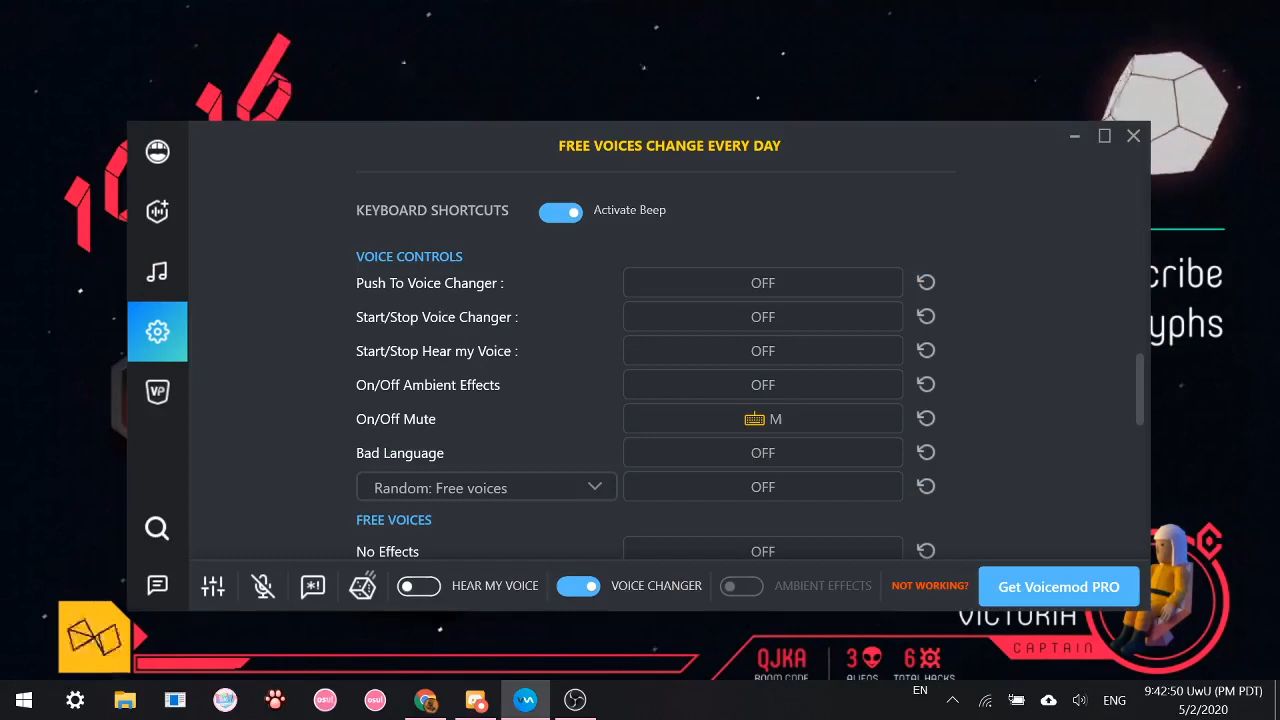 FREE VOICES CHANGE EVERY DAY
KEYBOARD SHORTCUTS
Activate Beep
VOICE CONTROLS
Push To Voice Changer :
OFF
Start/Stop Voice Changer :
OFF
Start/Stop Hear my Voice :
OFF
On/Off Ambient Effects
OFF
On/Off Mute
M
Bad Language
OFF
Random: Free voices
OFF
FREE VOICES
No Effects
OFF
HEAR MY VOICE
VOICE CHANGER
AMBIENT EFFECTS
NOT WORKING?
Get Voicemod PRO
VP
cribe
lyphs
VICTORIA
CAPTAIN
QJKA
ROOM CODE
3
ALIENS
6
TOTAL HACKS
osu!
osu!
EN
ENG
9:42:50 UwU (PM PDT)
5/2/2020